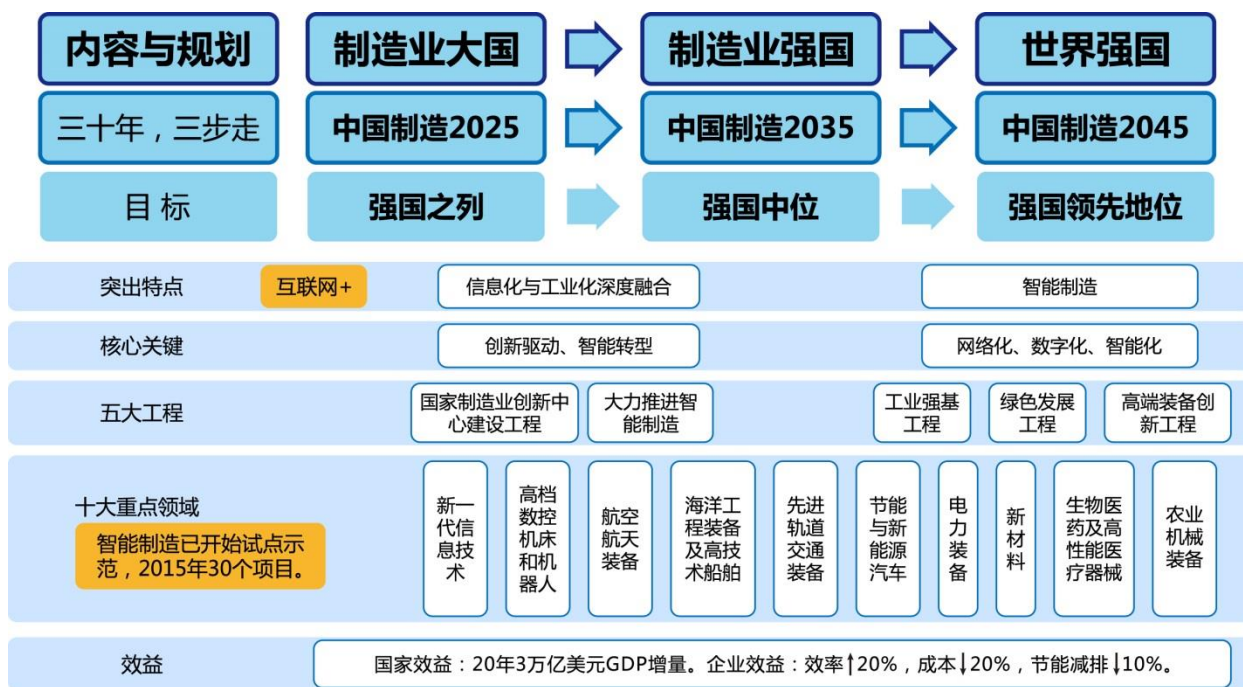 内容与规划
制造业大国
制造业强国
世界强国
三十年，三步走
中国制造2025
中国制造2035
中国制造2045
目 标
强国之列
强国中位
强国领先地位
突出特点
互联网+
信息化与工业化深度融合
智能制造
核心关键
创新驱动、智能转型
网络化、数字化、智能化
五大工程
国家制造业创新中
心建设工程
大力推进智
能制造
工业强基
工程
绿色发展
工程
高端装备创
新工程
十大重点领域
智能制造已开始试点示
范，2015年30个项目。
新一
代信
息技
术
高档
数控
机床
和机
器人
航空
航天
装备
海洋工
程装备
及高技
术船舶
先进
轨道
交通
装备
节能
与新
能源
汽车
电
力
装
备
新
材
料
生物医
药及高
性能医
疗器械
农业
机械
装备
效益
国家效益：20年3万亿美元GDP增量。企业效益：效率↑20%，成本↓20%，节能减排↓10%。